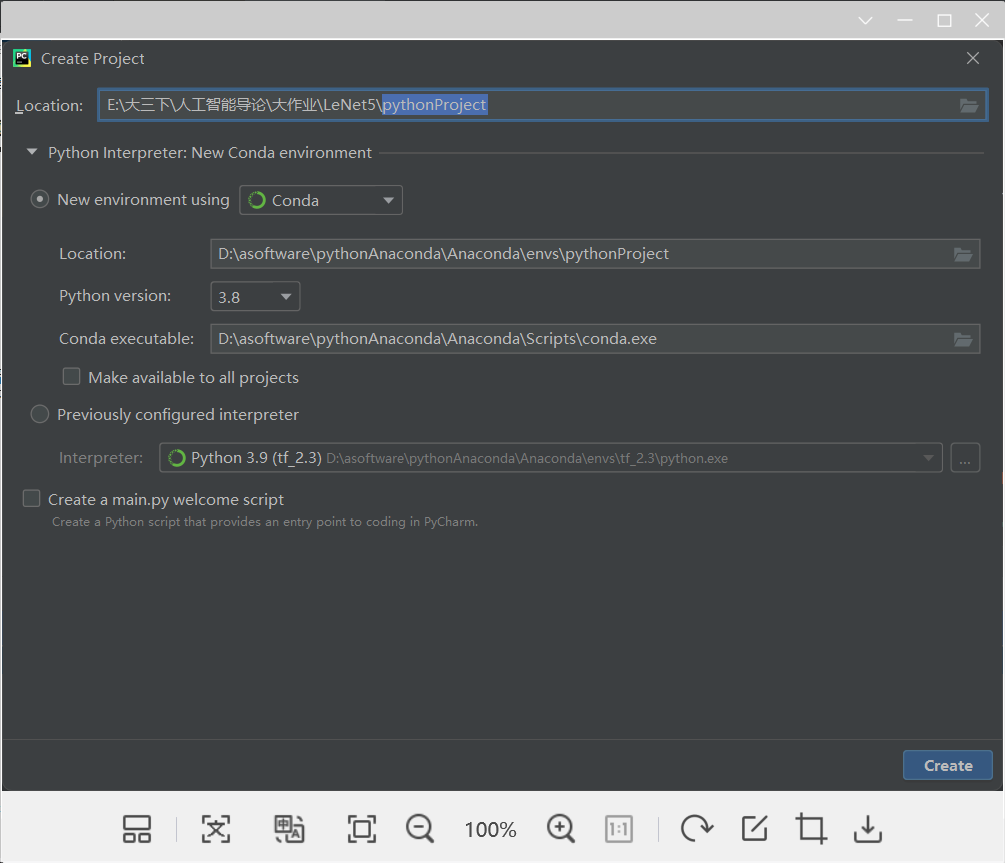 Create Project
Location: E:\大三下\人工智能导论\大作业\LeNet5\pythonProject
Python Interpreter: New Conda environment
New environment using Conda
Location: D:\asoftware\pythonAnaconda\Anaconda\envs\pythonProject
Python version: 3.8
Conda executable: D:\asoftware\pythonAnaconda\Anaconda\Scripts\conda.exe
Make available to all projects
Previously configured interpreter
Interpreter: Python 3.9 (tf_2.3) D:\asoftware\pythonAnaconda\Anaconda\envs\tf_2.3\python.exe ...
Create a main.py welcome script
Create a Python script that provides an entry point to coding in PyCharm.
Create
100% 1:1